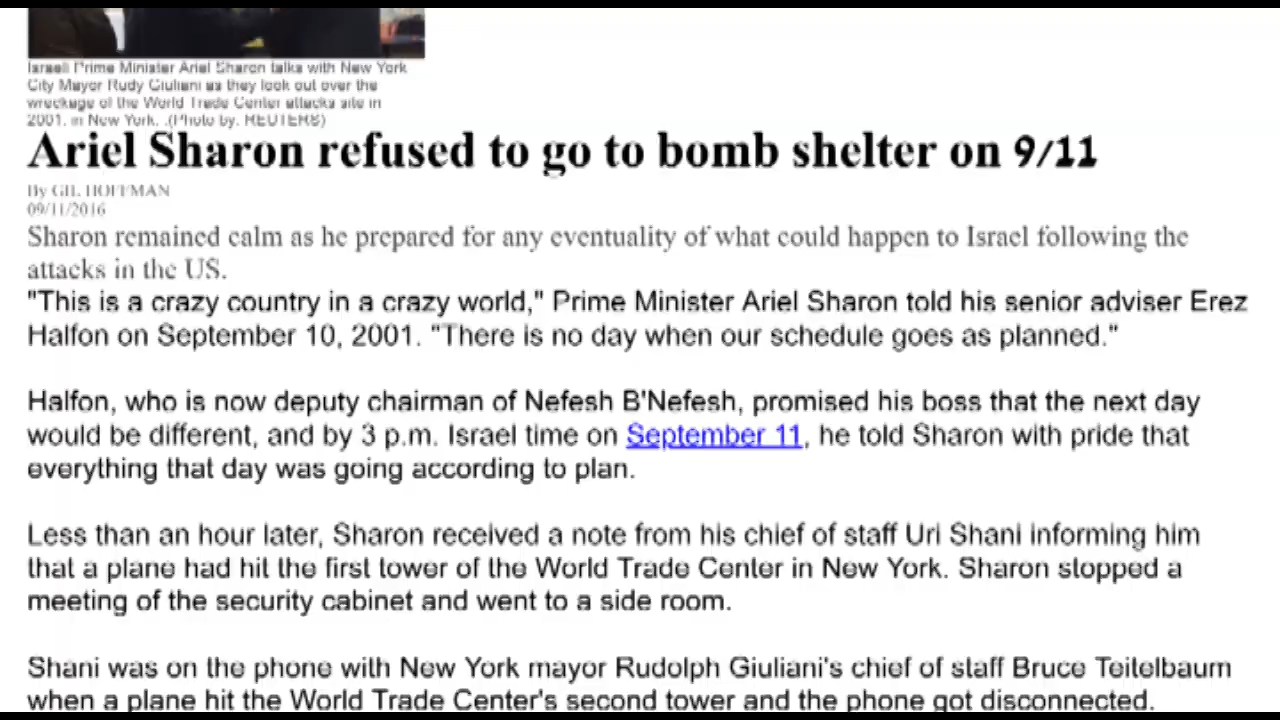 Israeli Prime Minister Ariel Sharon talks with New York
City Mayor Rudy Giuliani as they look out over the
wreckage of the World Trade Center attacks site in
2001. in New York. .(Photo by. REUTERS)
Ariel Sharon refused to go to bomb shelter on 9/11
By GIL HOFFMAN
09/11/2016
Sharon remained calm as he prepared for any eventuality of what could happen to Israel following the
attacks in the US.
"This is a crazy country in a crazy world," Prime Minister Ariel Sharon told his senior adviser Erez
Halfon on September 10, 2001. "There is no day when our schedule goes as planned."
Halfon, who is now deputy chairman of Nefesh B'Nefesh, promised his boss that the next day
would be different, and by 3 p.m. Israel time on September 11, he told Sharon with pride that
everything that day was going according to plan.
Less than an hour later, Sharon received a note from his chief of staff Uri Shani informing him
that a plane had hit the first tower of the World Trade Center in New York. Sharon stopped a
meeting of the security cabinet and went to a side room.
Shani was on the phone with New York mayor Rudolph Giuliani's chief of staff Bruce Teitelbaum
when a plane hit the World Trade Center's second tower and the phone got disconnected.